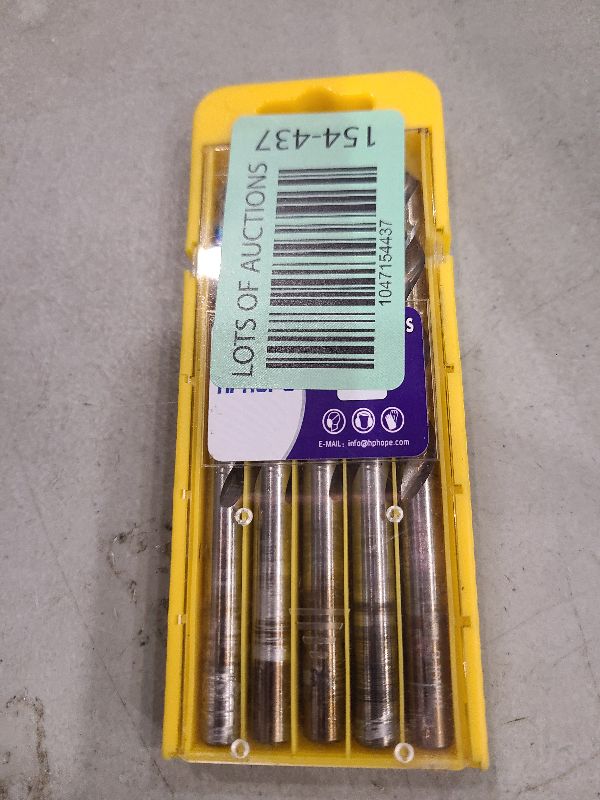 154-437
LOTS OF AUCTIONS
1047154437
S
E-MAIL: info@hphope.com